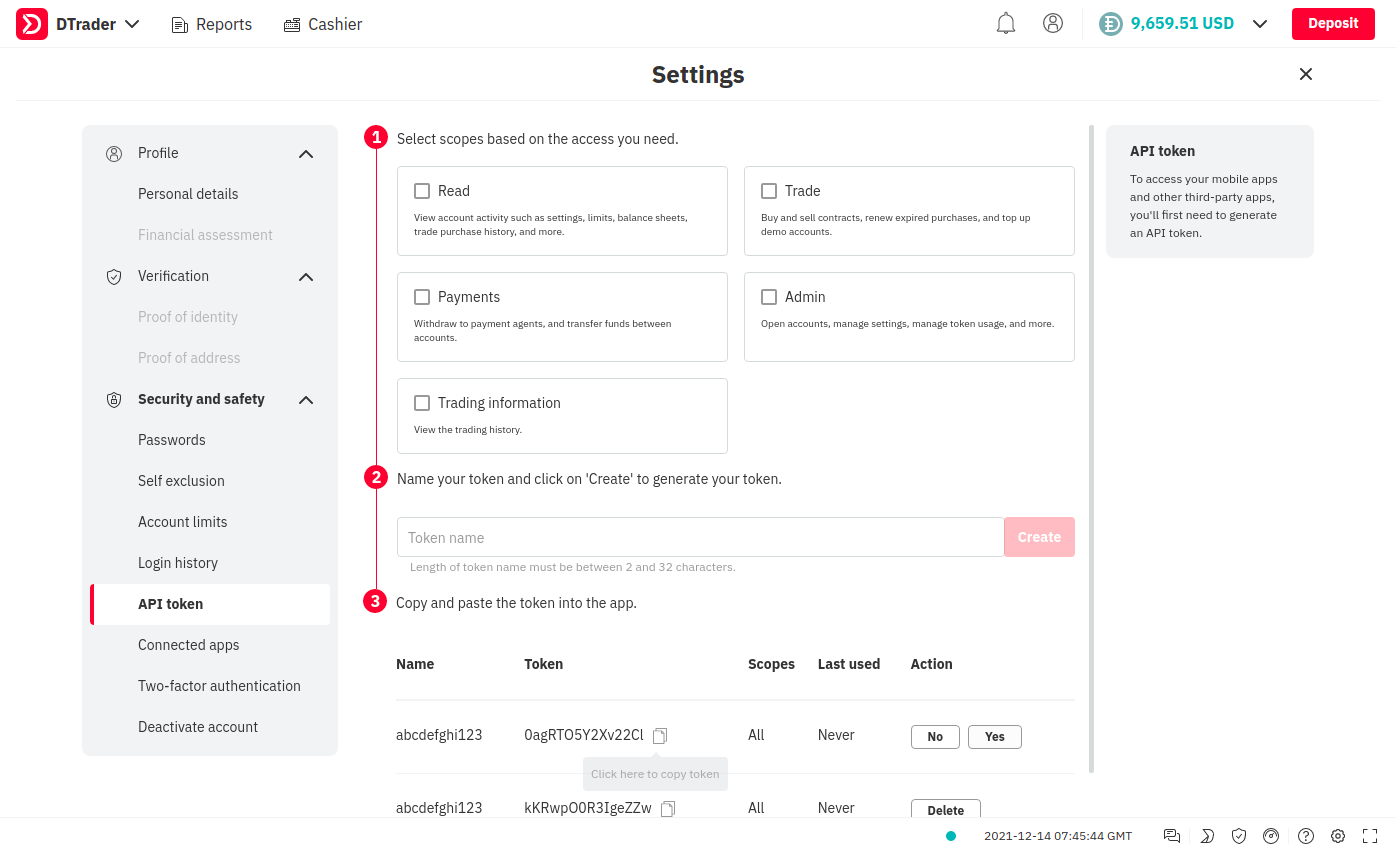 DTrader
Reports
Cashier
9,659.51 USD
Deposit
Settings
Profile
Personal details
Financial assessment
Verification
Proof of identity
Proof of address
Security and safety
Passwords
Self exclusion
Account limits
Login history
API token
Connected apps
Two-factor authentication
Deactivate account
1
Select scopes based on the access you need.
Read
View account activity such as settings, limits, balance sheets,
trade purchase history, and more.
Trade
Buy and sell contracts, renew expired purchases, and top up
demo accounts.
Payments
Withdraw to payment agents, and transfer funds between
accounts.
Admin
Open accounts, manage settings, manage token usage, and more.
Trading information
View the trading history.
2
Name your token and click on 'Create' to generate your token.
Token name
Create
Length of token name must be between 2 and 32 characters.
3
Copy and paste the token into the app.
Name Token Scopes Last used Action
abcdefghi123 0agRTO5Y2Xv22Cl All Never No Yes
Click here to copy token
abcdefghi123 kKRwpO0R3IgeZZw All Never Delete
API token
To access your mobile apps
and other third-party apps,
you'll first need to generate
an API token.
2021-12-14 07:45:44 GMT